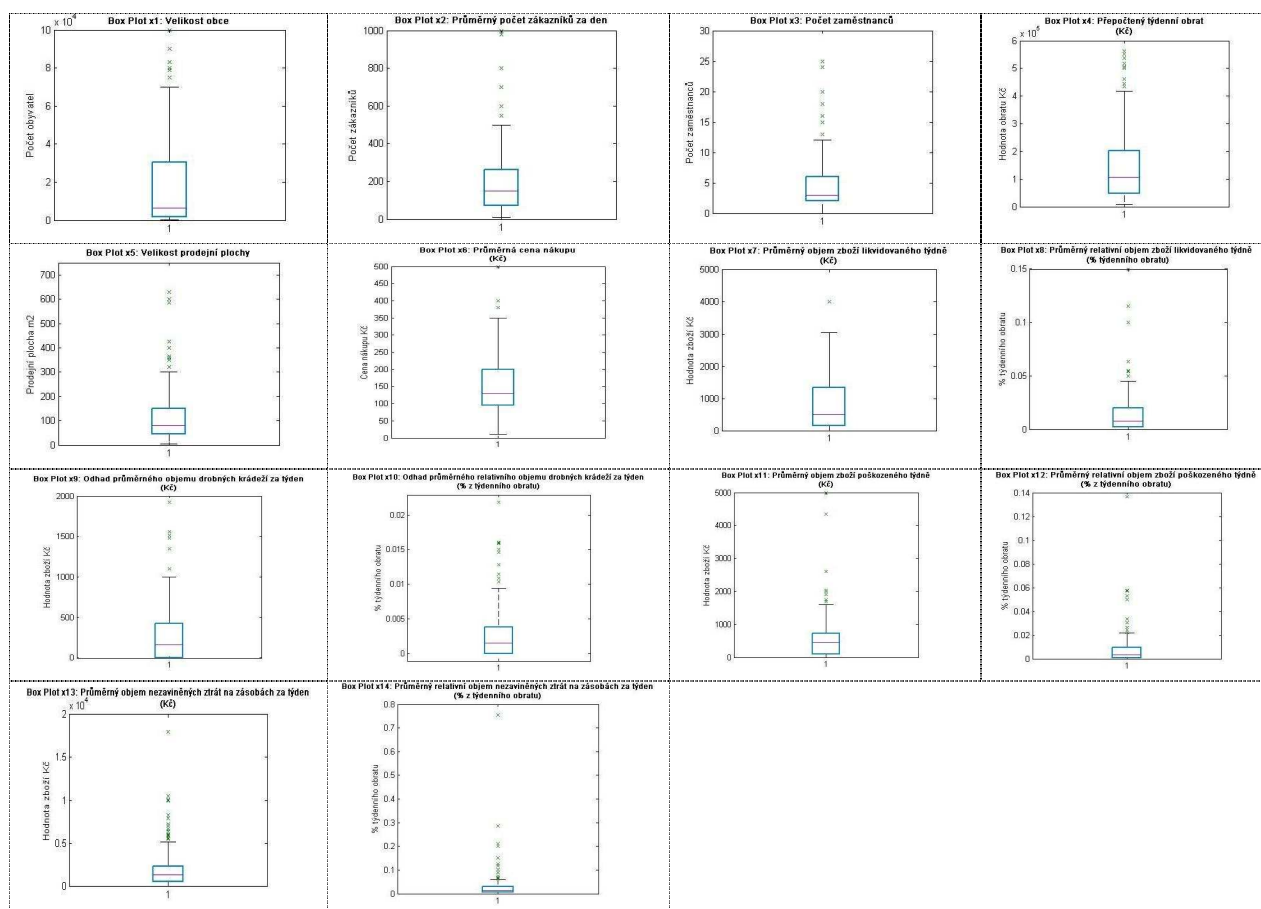 Box Plot x1: Velikost obce
x 10⁴
10
8
6
4
2
0
Počet obyvatel
1
Box Plot x2: Průměrný počet zákazníků za den
1000
800
600
400
200
0
Počet zákazníků
1
Box Plot x3: Počet zaměstnanců
30
25
20
15
10
5
0
Počet zaměstnanců
1
Box Plot x4: Přepočtený týdenní obrat
(Kč)
x 10⁵
6
5
4
3
2
1
0
Hodnota obratu Kč
1
Box Plot x5: Velikost prodejní plochy
700
600
500
400
300
200
100
0
Prodejní plocha m2
1
Box Plot x6: Průměrná cena nákupu
(Kč)
500
450
400
350
300
250
200
150
100
50
0
Cena nákupu Kč
1
Box Plot x7: Průměrný objem zboží likvidovaného týdně
(Kč)
5000
4000
3000
2000
1000
0
Hodnota zboží Kč
1
Box Plot x8: Průměrný relativní objem zboží likvidovaného týdně
(% týdenního obratu)
0.15
0.1
0.05
0
% týdenního obratu
1
Box Plot x9: Odhad průměrného objemu drobných krádeží za týden
(Kč)
2000
1500
1000
500
0
Hodnota zboží Kč
1
Box Plot x10: Odhad průměrného relativního objemu drobných krádeží za týden
(% z týdenního obratu)
0.02
0.015
0.01
0.005
0
% týdenního obratu
1
Box Plot x11: Průměrný objem zboží poškozeného týdně
(Kč)
5000
4000
3000
2000
1000
0
Hodnota zboží Kč
1
Box Plot x12: Průměrný relativní objem zboží poškozeného týdně
(% z týdenního obratu)
0.14
0.12
0.1
0.08
0.06
0.04
0.02
0
% týdenního obratu
1
Box Plot x13: Průměrný objem nezaviněných ztrát na zásobách za týden
(Kč)
x 10⁴
2
1.5
1
0.5
0
Hodnota zboží Kč
1
Box Plot x14: Průměrný relativní objem nezaviněných ztrát na zásobách za týden
(% z týdenního obratu)
0.8
0.7
0.6
0.5
0.4
0.3
0.2
0.1
0
% týdenního obratu
1